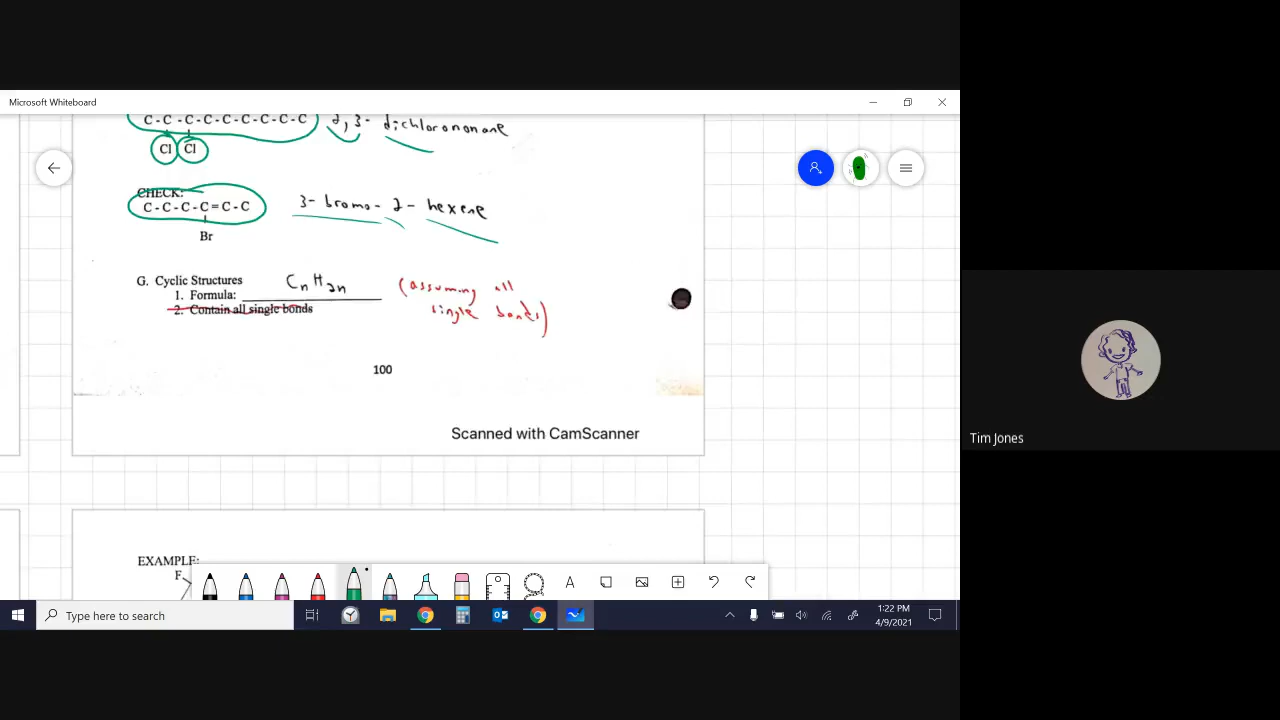 Microsoft Whiteboard
C-C-C-C-C-C-C-C-C 2,3- dichlorononane
Cl Cl
CHECK:
C-C-C-C=C-C 3-bromo-2-hexene
Br
G. Cyclic Structures
1. Formula: CnH2n (assuming all
2. Contain all single bonds single bonds)
100
Scanned with CamScanner
Tim Jones
EXAMPLE:
F
A
Type here to search
1:22 PM
4/9/2021